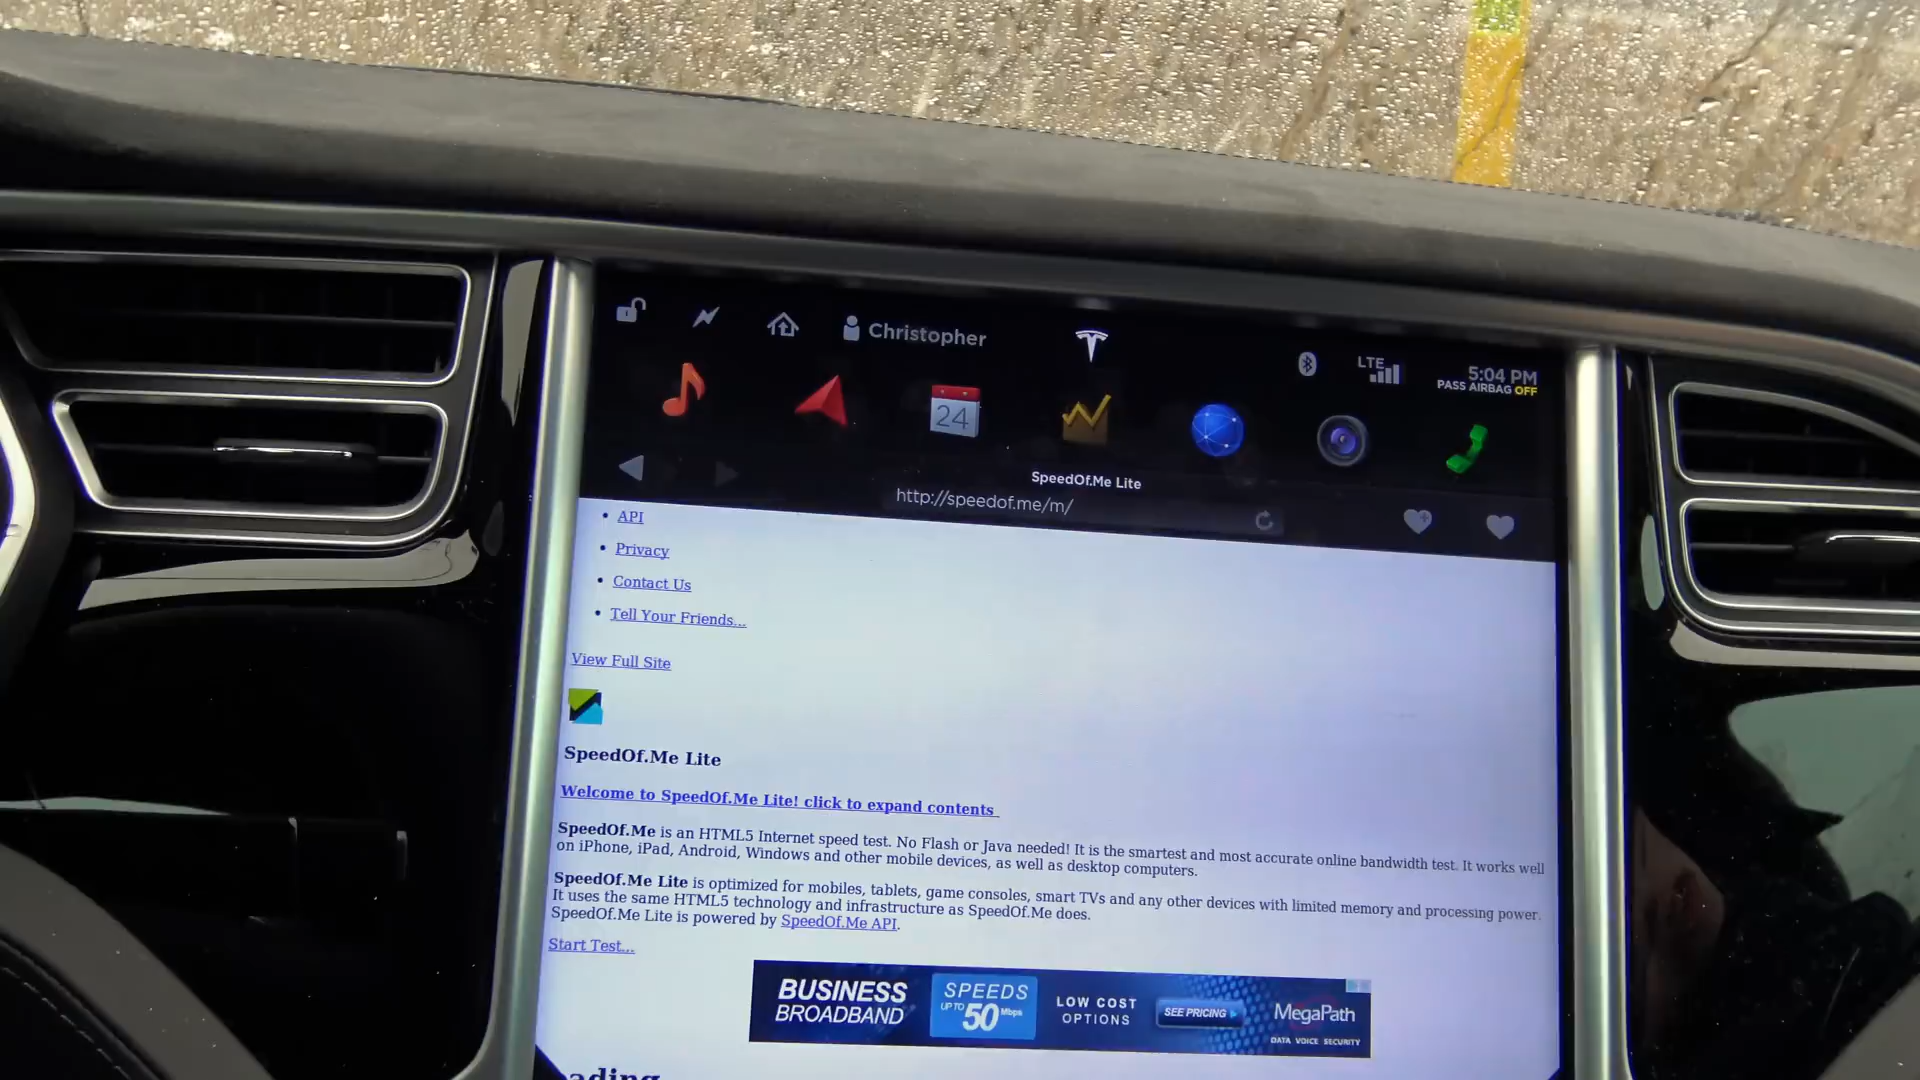 Christopher
LTE
5:04 PM
PASS AIRBAG OFF
24
SpeedOf.Me Lite
http://speedof.me/m/
API
Privacy
Contact Us
Tell Your Friends...
View Full Site
SpeedOf.Me Lite
Welcome to SpeedOf.Me Lite! click to expand contents
SpeedOf.Me is an HTML5 Internet speed test. No Flash or Java needed! It is the smartest and most accurate online bandwidth test. It works well
on iPhone, iPad, Android, Windows and other mobile devices, as well as desktop computers.
SpeedOf.Me Lite is optimized for mobiles, tablets, game consoles, smart TVs and any other devices with limited memory and processing power.
It uses the same HTML5 technology and infrastructure as SpeedOf.Me does.
SpeedOf.Me Lite is powered by SpeedOf.Me API.
Start Test...
BUSINESS
BROADBAND
SPEEDS
UP TO 50 Mbps
LOW COST
OPTIONS
SEE PRICING
MegaPath
DATA VOICE SECURITY